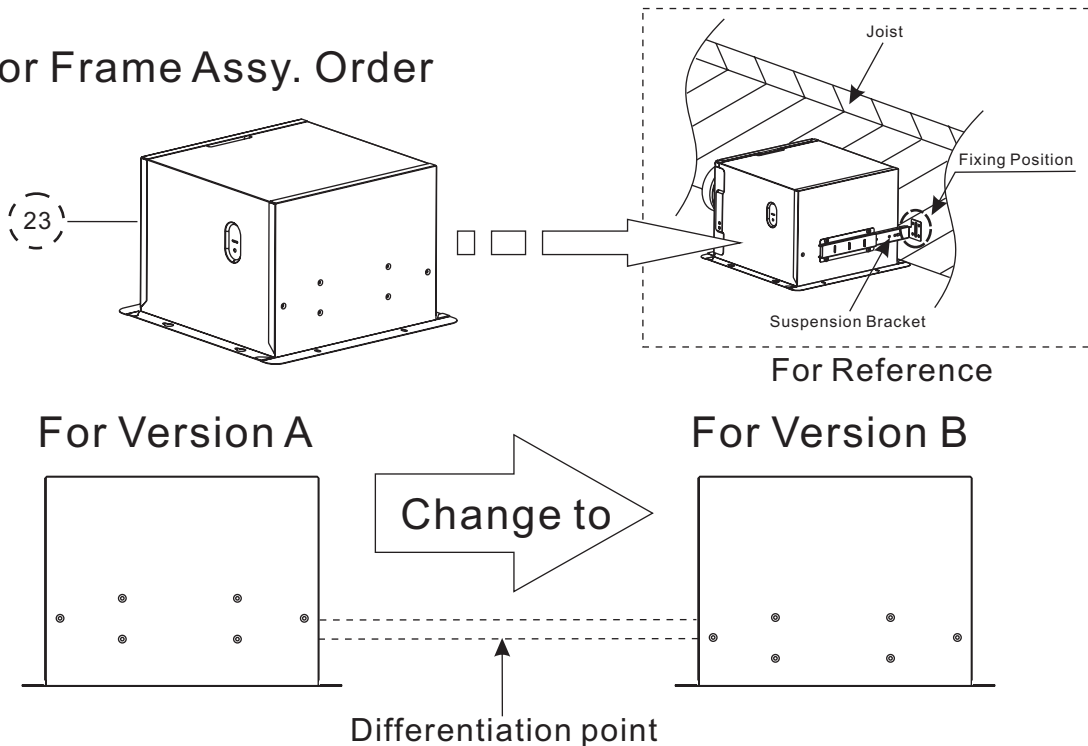 or Frame Assy. Order
Joist
Fixing Position
23
Suspension Bracket
For Reference
For Version A
For Version B
Change to
Differentiation point